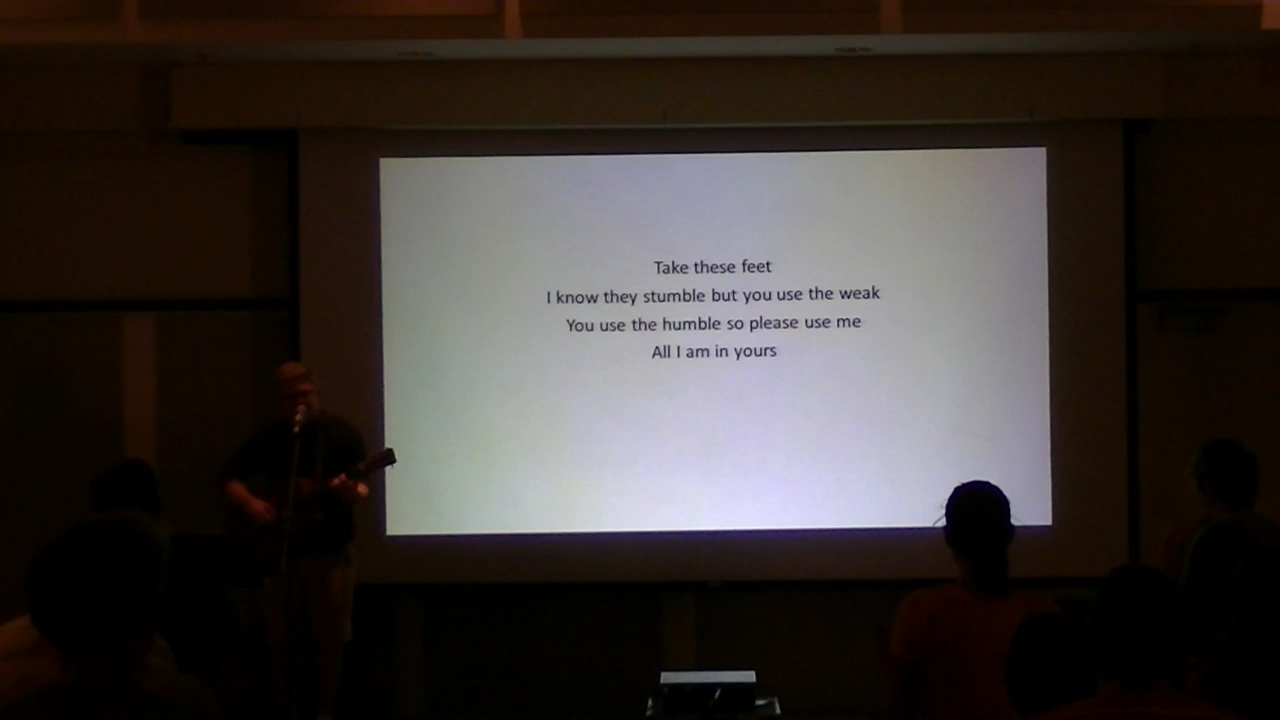 Take these feet
I know they stumble but you use the weak
You use the humble so please use me
All I am in yours